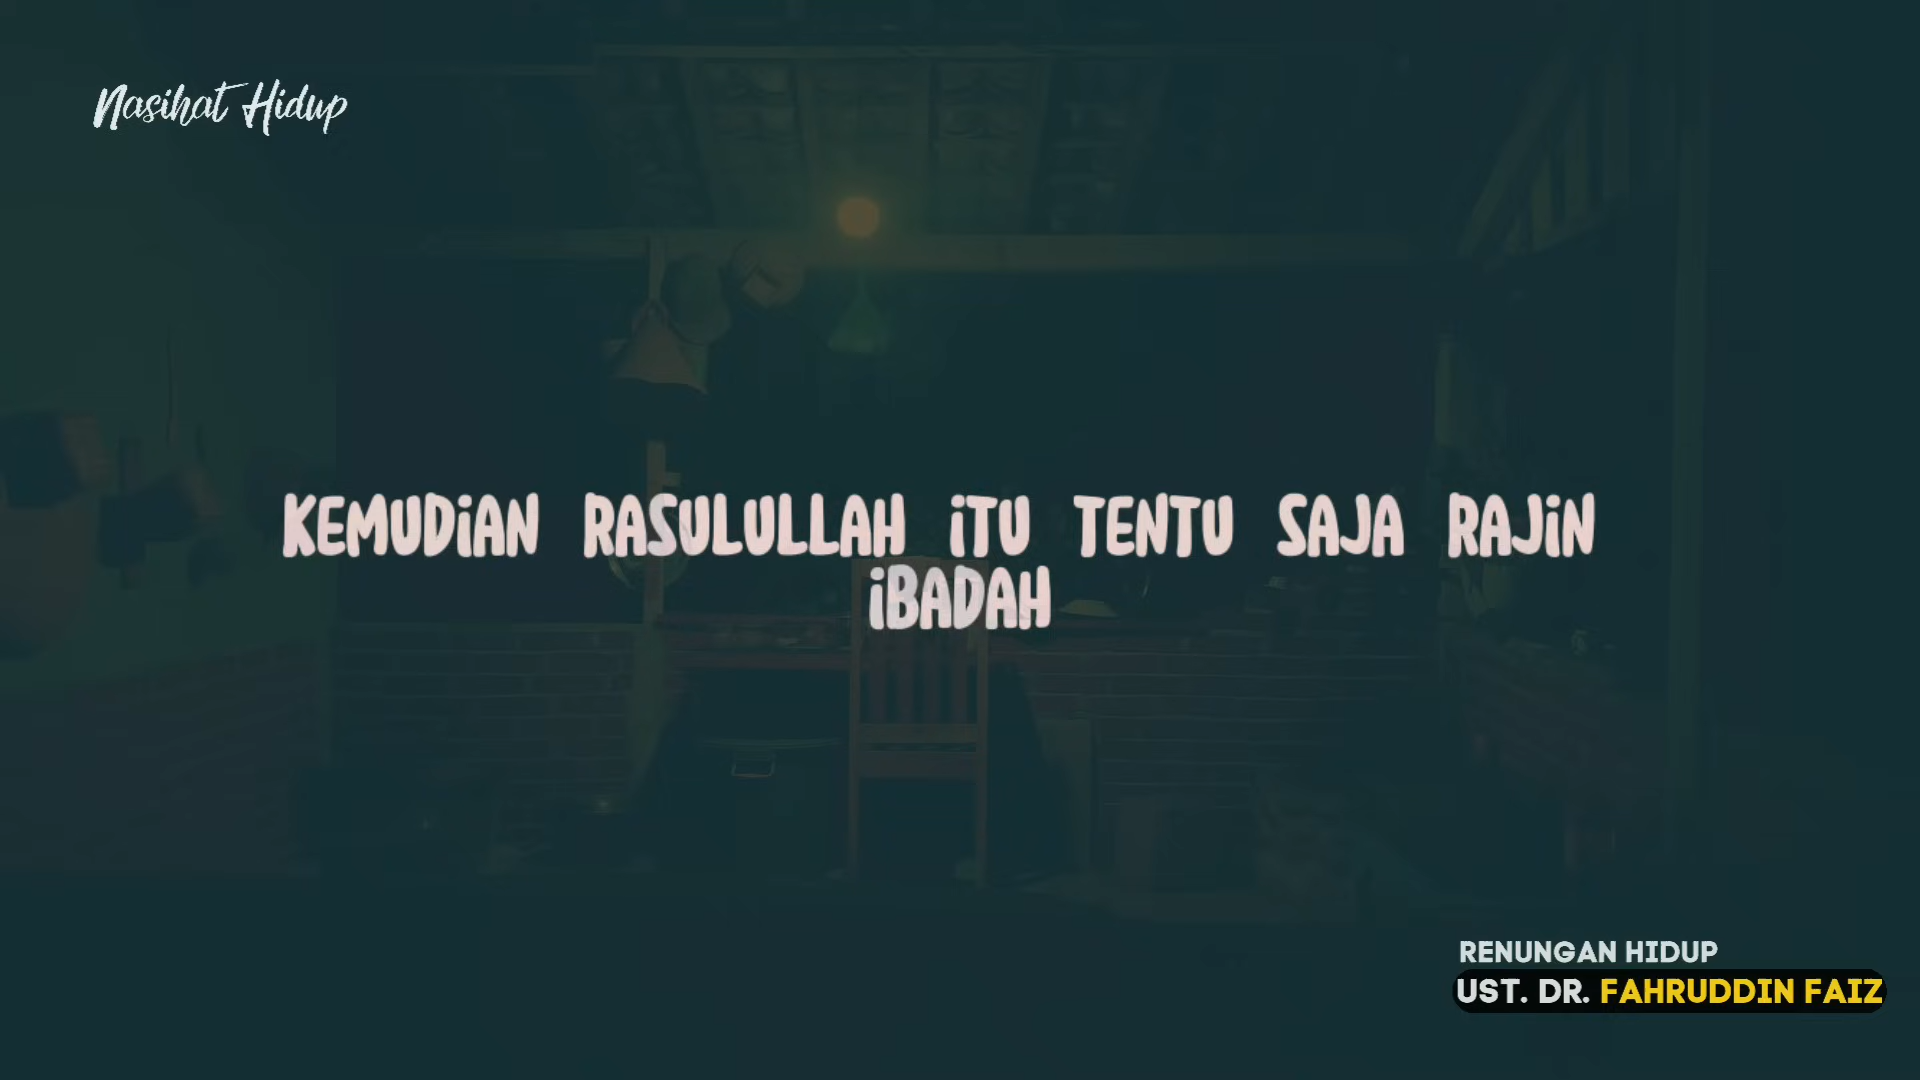 Nasihat Hidup
KEMUDiAN RASULULLAH iTU TENTU SAJA RAJiN
iBADAH
RENUNGAN HIDUP
UST. DR. FAHRUDDIN FAIZ